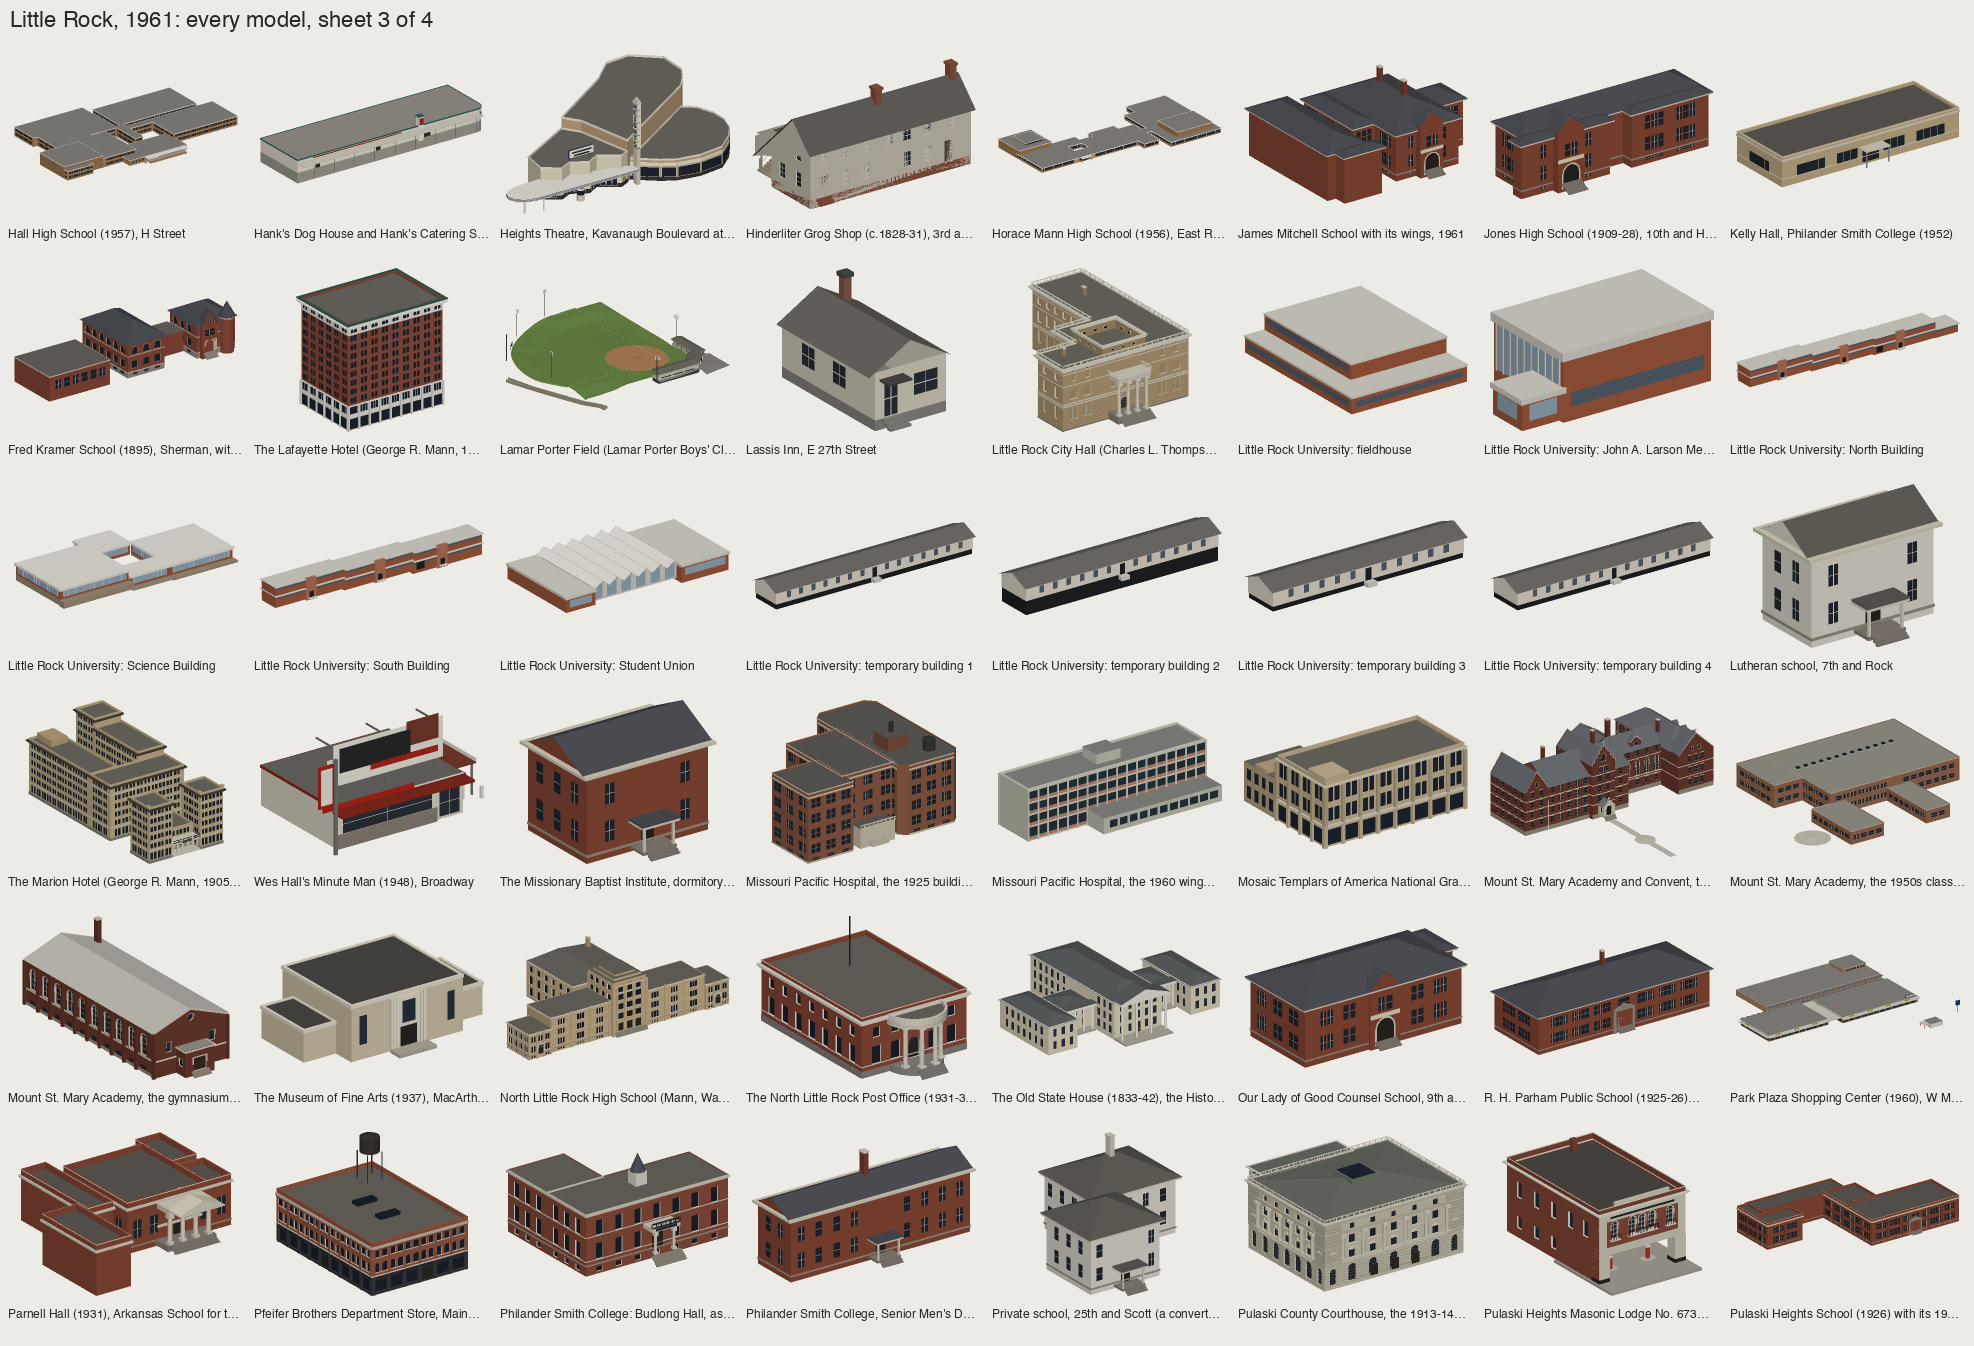 Little Rock, 1961: every model, sheet 3 of 4
Hall High School (1957), H Street
Hank's Dog House and Hank's Catering S...
Heights Theatre, Kavanaugh Boulevard at...
Hinderliter Grog Shop (c.1828-31), 3rd a...
Horace Mann High School (1956), East R...
James Mitchell School with its wings, 1961
Jones High School (1909-28), 10th and H...
Kelly Hall, Philander Smith College (1952)
Fred Kramer School (1895), Sherman, wit...
The Lafayette Hotel (George R. Mann, 1...
Lamar Porter Field (Lamar Porter Boys' Cl...
Lassis Inn, E 27th Street
Little Rock City Hall (Charles L. Thomps...
Little Rock University: fieldhouse
Little Rock University: John A. Larson Me...
Little Rock University: North Building
Little Rock University: Science Building
Little Rock University: South Building
Little Rock University: Student Union
Little Rock University: temporary building 1
Little Rock University: temporary building 2
Little Rock University: temporary building 3
Little Rock University: temporary building 4
Lutheran school, 7th and Rock
The Marion Hotel (George R. Mann, 1905...
Wes Hall's Minute Man (1948), Broadway
The Missionary Baptist Institute, dormitory...
Missouri Pacific Hospital, the 1925 buildi...
Missouri Pacific Hospital, the 1960 wing...
Mosaic Templars of America National Gra...
Mount St. Mary Academy and Convent, t...
Mount St. Mary Academy, the 1950s class...
Mount St. Mary Academy, the gymnasium...
The Museum of Fine Arts (1937), MacArth...
North Little Rock High School (Mann, Wa...
The North Little Rock Post Office (1931-3...
The Old State House (1833-42), the Histo...
Our Lady of Good Counsel School, 9th a...
R. H. Parham Public School (1925-26)...
Park Plaza Shopping Center (1960), W M...
Parnell Hall (1931), Arkansas School for t...
Pfeifer Brothers Department Store, Main...
Philander Smith College: Budlong Hall, as...
Philander Smith College, Senior Men's D...
Private school, 25th and Scott (a convert...
Pulaski County Courthouse, the 1913-14...
Pulaski Heights Masonic Lodge No. 673...
Pulaski Heights School (1926) with its 19...